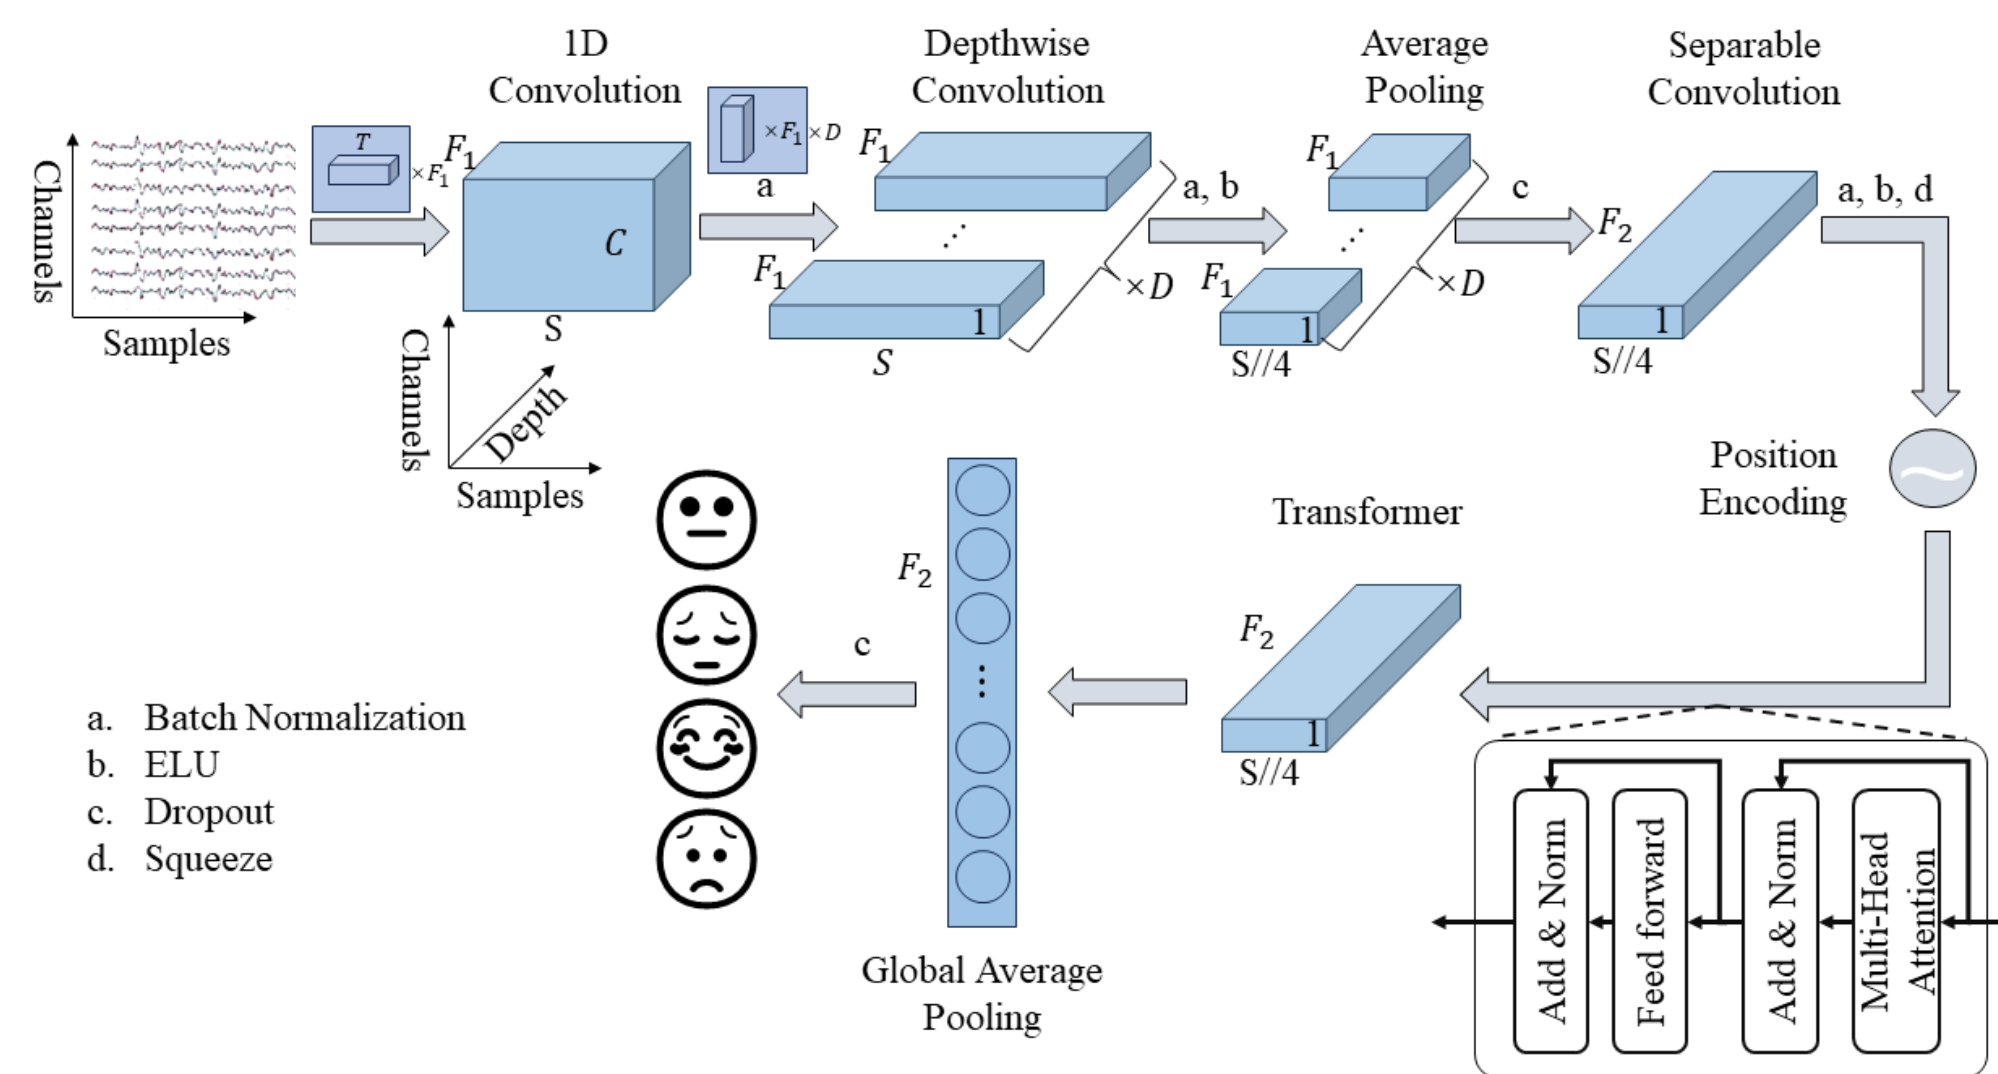 1D
Convolution
Depthwise
Convolution
Average
Pooling
Separable
Convolution
Channels
Samples
T
×F₁
F₁
C
S
×F₁×D
a
F₁
F₁
1
S
×D
a, b
F₁
F₁
1
S//4
×D
c
F₂
1
S//4
a, b, d
Channels
Depth
Samples
Position
Encoding
Transformer
F₂
1
S//4
F₂
c
Global Average
Pooling
a. Batch Normalization
b. ELU
c. Dropout
d. Squeeze
Add & Norm
Feed forward
Add & Norm
Multi-Head
Attention